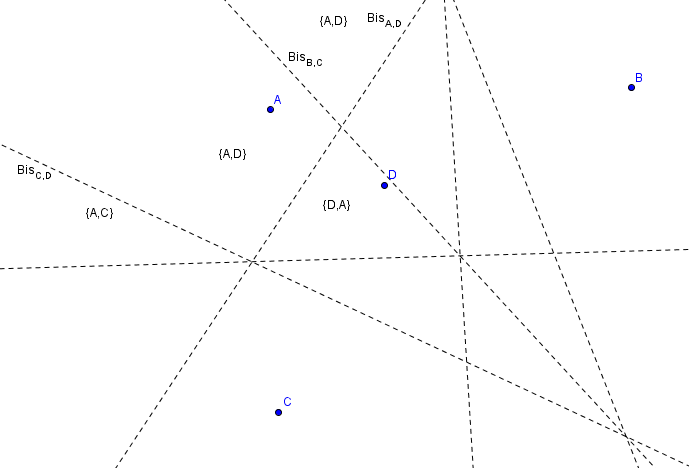 {A,D}
Bis_{A,D}
Bis_{B,C}
B
A
{A,D}
Bis_{C,D}
D
{A,C}
{D,A}
C